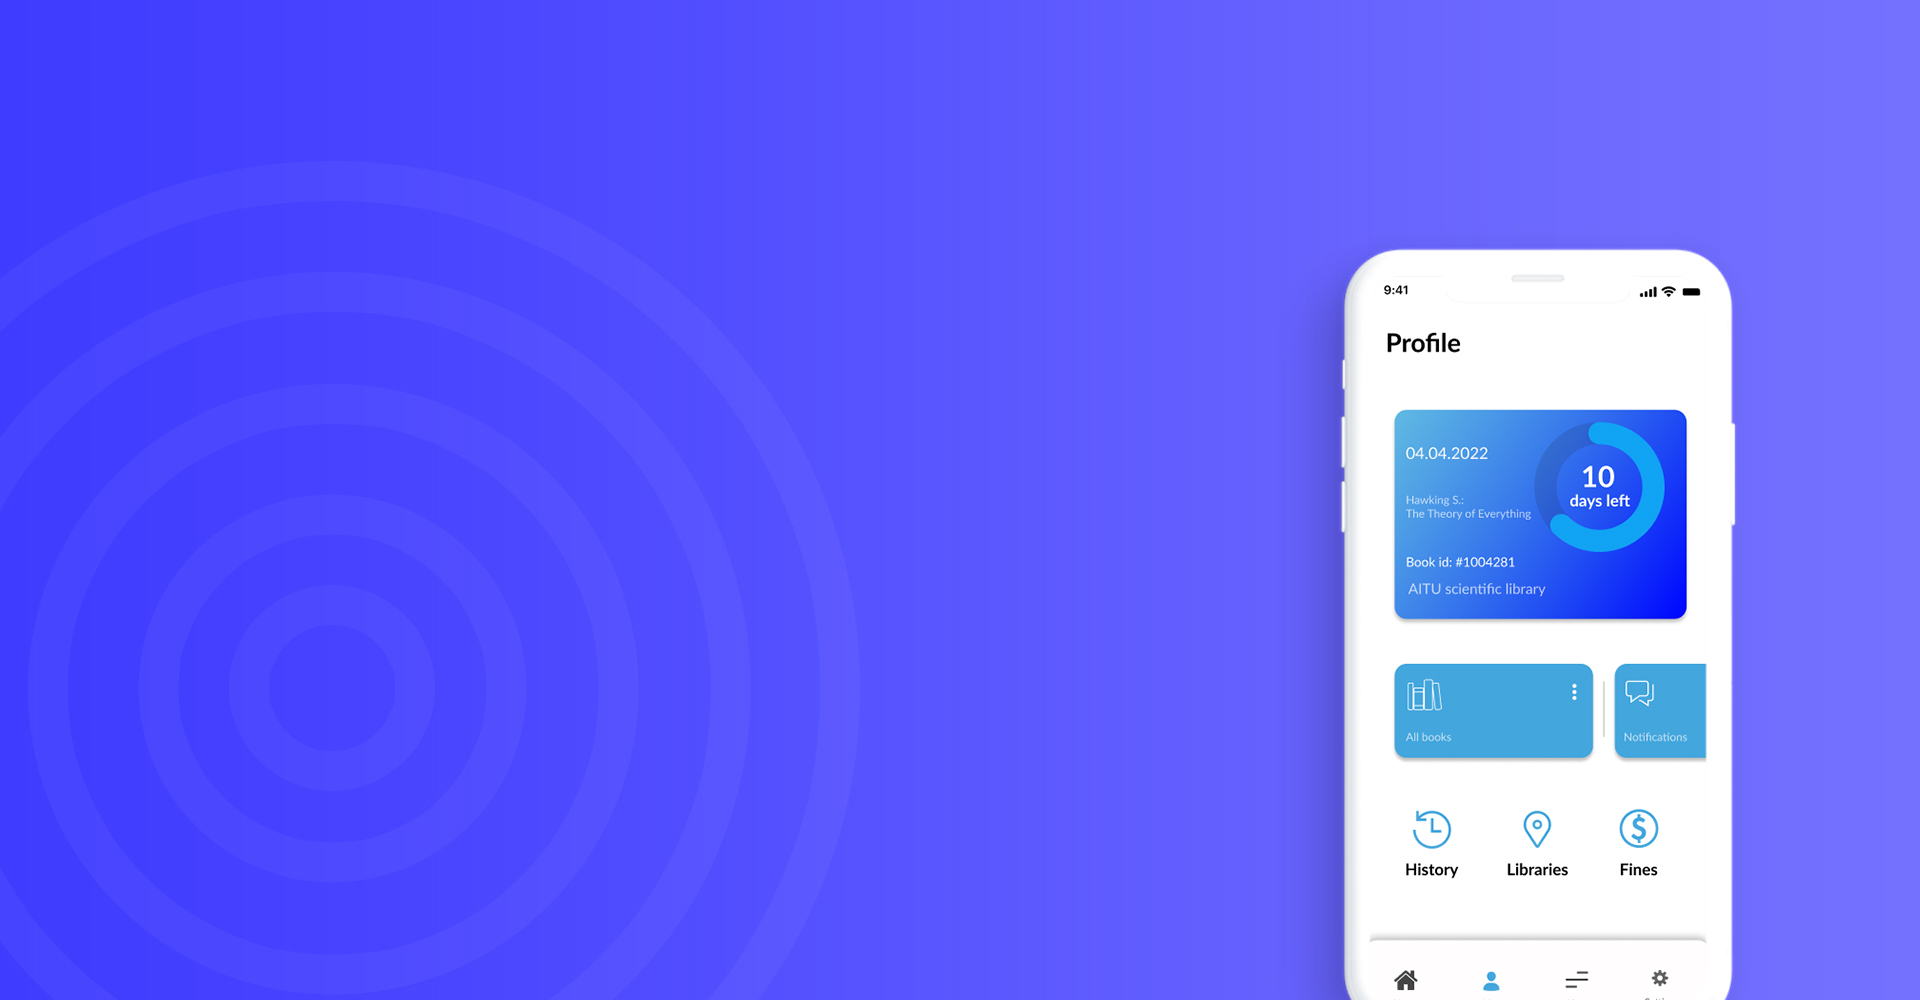 9:41
Profile
04.04.2022
10
days left
Hawking S.:
The Theory of Everything
Book id: #1004281
AITU scientific library
All books
Notifications
History
Libraries
Fines